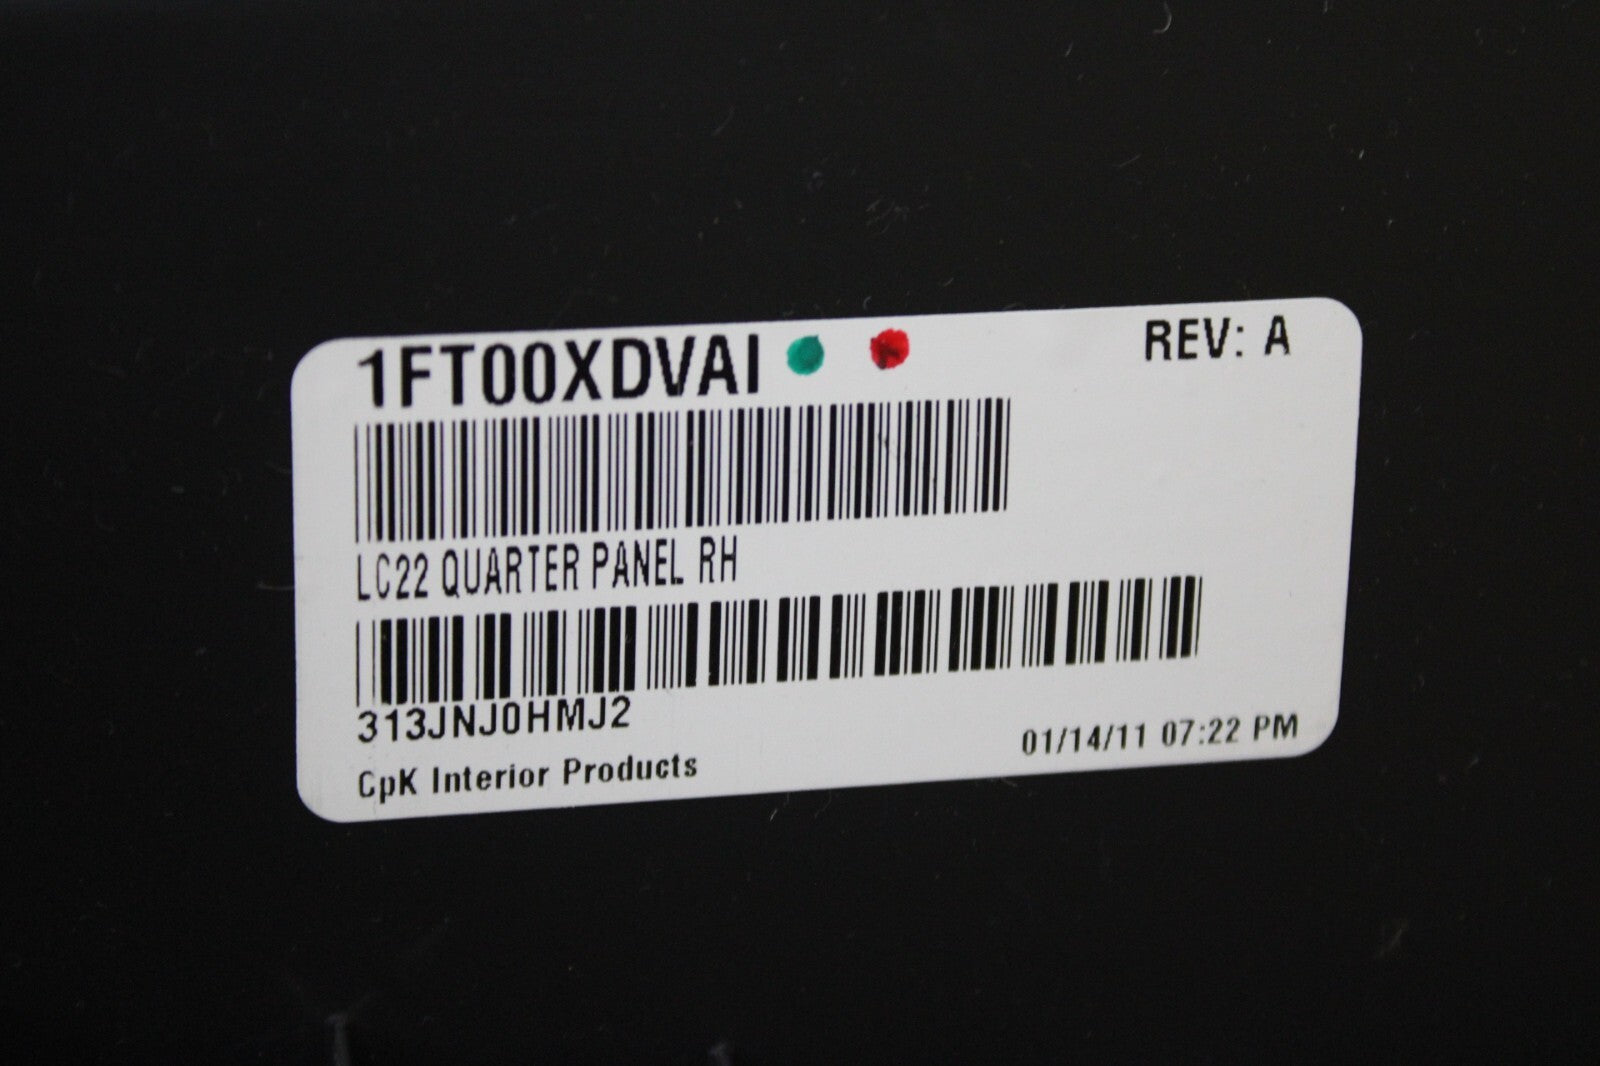 1FT00XDVAI
REV: A
LC22 QUARTER PANEL RH
313JNJ0HMJ2
CpK Interior Products
01/14/11 07:22 PM